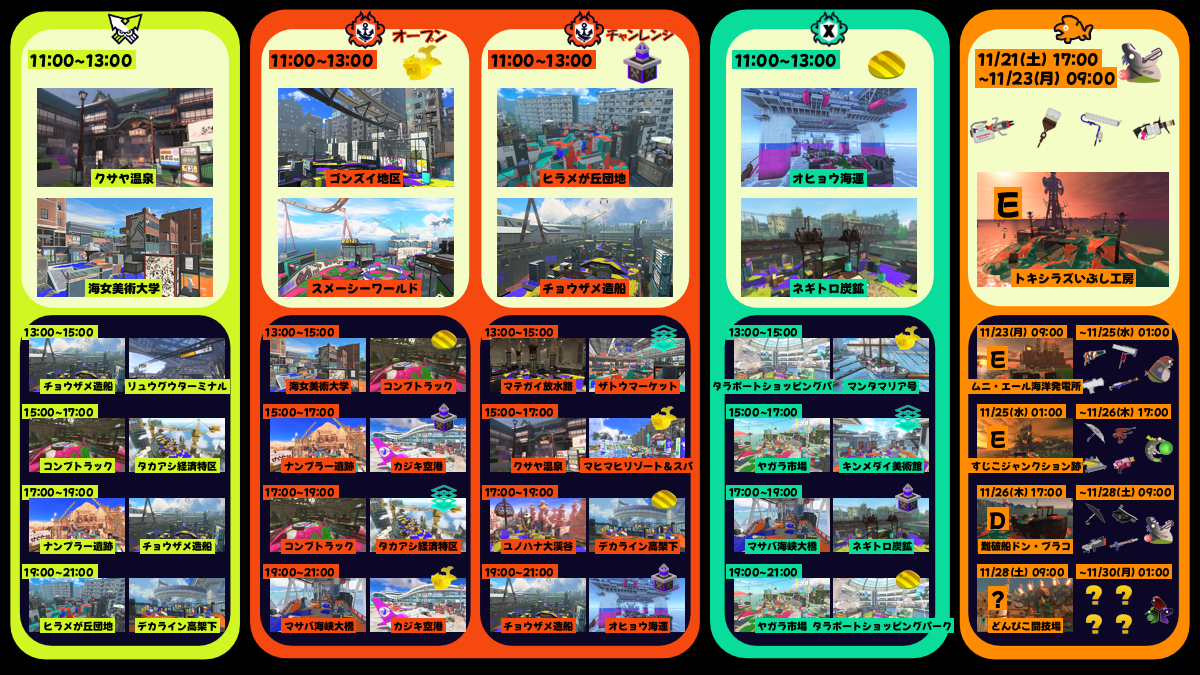 11:00~13:00
クサヤ温泉
海女美術大学
13:00~15:00
チョウザメ造船
リュウグウターミナル
15:00~17:00
コンブトラック
タカアシ経済特区
17:00~19:00
ナンプラー遺跡
チョウザメ造船
19:00~21:00
ヒラメが丘団地
デカライン高架下
オープン
11:00~13:00
ゴンズイ地区
スメーシーワールド
チャンレンジ
11:00~13:00
ヒラメが丘団地
チョウザメ造船
13:00~15:00
海女美術大学
コンブトラック
15:00~17:00
ナンプラー遺跡
カジキ空港
17:00~19:00
コンブトラック
タカアシ経済特区
19:00~21:00
マサバ海峡大橋
カジキ空港
13:00~15:00
マテガイ放水路
ザトウマーケット
15:00~17:00
クサヤ温泉
マヒマヒリゾート&スパ
17:00~19:00
ユノハナ大渓谷
デカライン高架下
19:00~21:00
チョウザメ造船
オヒョウ海運
X
11:00~13:00
オヒョウ海運
ネギトロ炭鉱
13:00~15:00
タラポートショッピングパ
マンタマリア号
15:00~17:00
ヤガラ市場
キンメダイ美術館
17:00~19:00
マサバ海峡大橋
ネギトロ炭鉱
19:00~21:00
ヤガラ市場
タラポートショッピングパーク
11/21(土) 17:00
~11/23(月) 09:00
E
トキシラズいぶし工房
11/23(月) 09:00
~11/25(水) 01:00
E
ムニ・エール海洋発電所
11/25(水) 01:00
~11/26(木) 17:00
E
すじこジャンクション跡
11/26(木) 17:00
~11/28(土) 09:00
D
難破船ドン・ブラコ
11/28(土) 09:00
~11/30(月) 01:00
?
? ?
? ?
どんぴこ闘技場